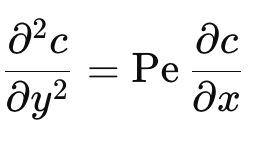 ∂²c/∂y² = Pe ∂c/∂x